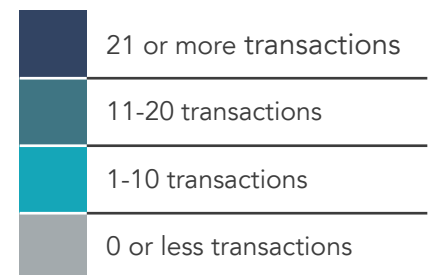 21 or more transactions
11-20 transactions
1-10 transactions
0 or less transactions